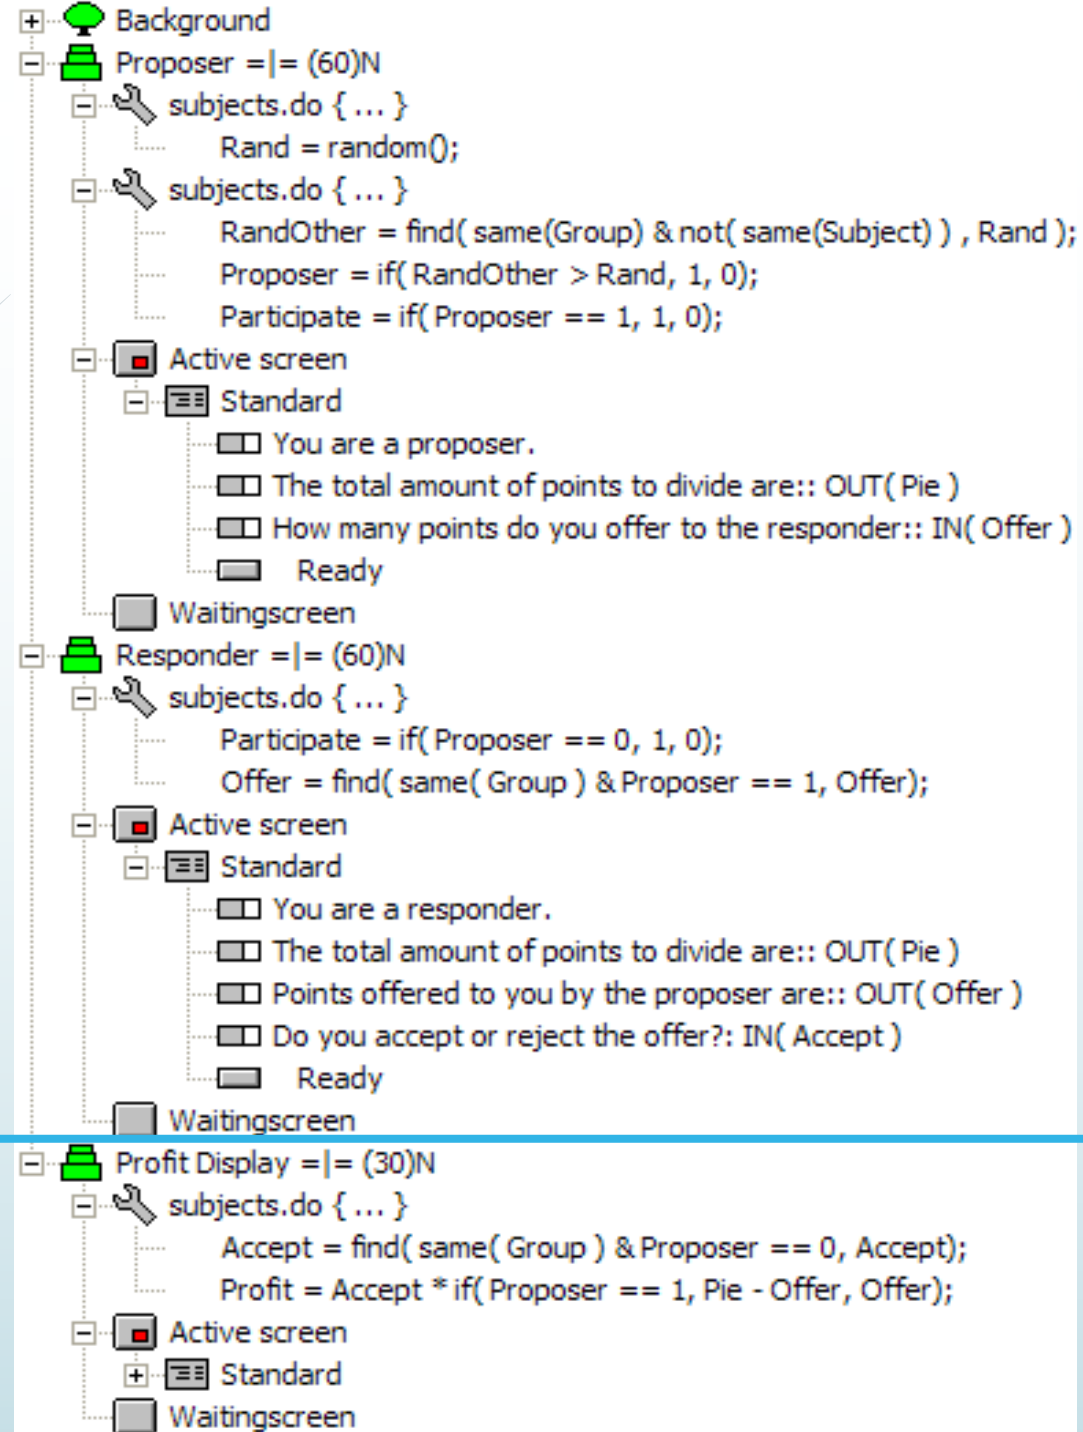 Background
Proposer =|= (60)N
subjects.do { ... }
Rand = random();
subjects.do { ... }
RandOther = find( same(Group) & not( same(Subject) ) , Rand );
Proposer = if( RandOther > Rand, 1, 0);
Participate = if( Proposer == 1, 1, 0);
Active screen
Standard
You are a proposer.
The total amount of points to divide are:: OUT( Pie )
How many points do you offer to the responder:: IN( Offer )
Ready
Waitingscreen
Responder =|= (60)N
subjects.do { ... }
Participate = if( Proposer == 0, 1, 0);
Offer = find( same( Group ) & Proposer == 1, Offer);
Active screen
Standard
You are a responder.
The total amount of points to divide are:: OUT( Pie )
Points offered to you by the proposer are:: OUT( Offer )
Do you accept or reject the offer?: IN( Accept )
Ready
Waitingscreen
Profit Display =|= (30)N
subjects.do { ... }
Accept = find( same( Group ) & Proposer == 0, Accept);
Profit = Accept * if( Proposer == 1, Pie - Offer, Offer);
Active screen
Standard
Waitingscreen